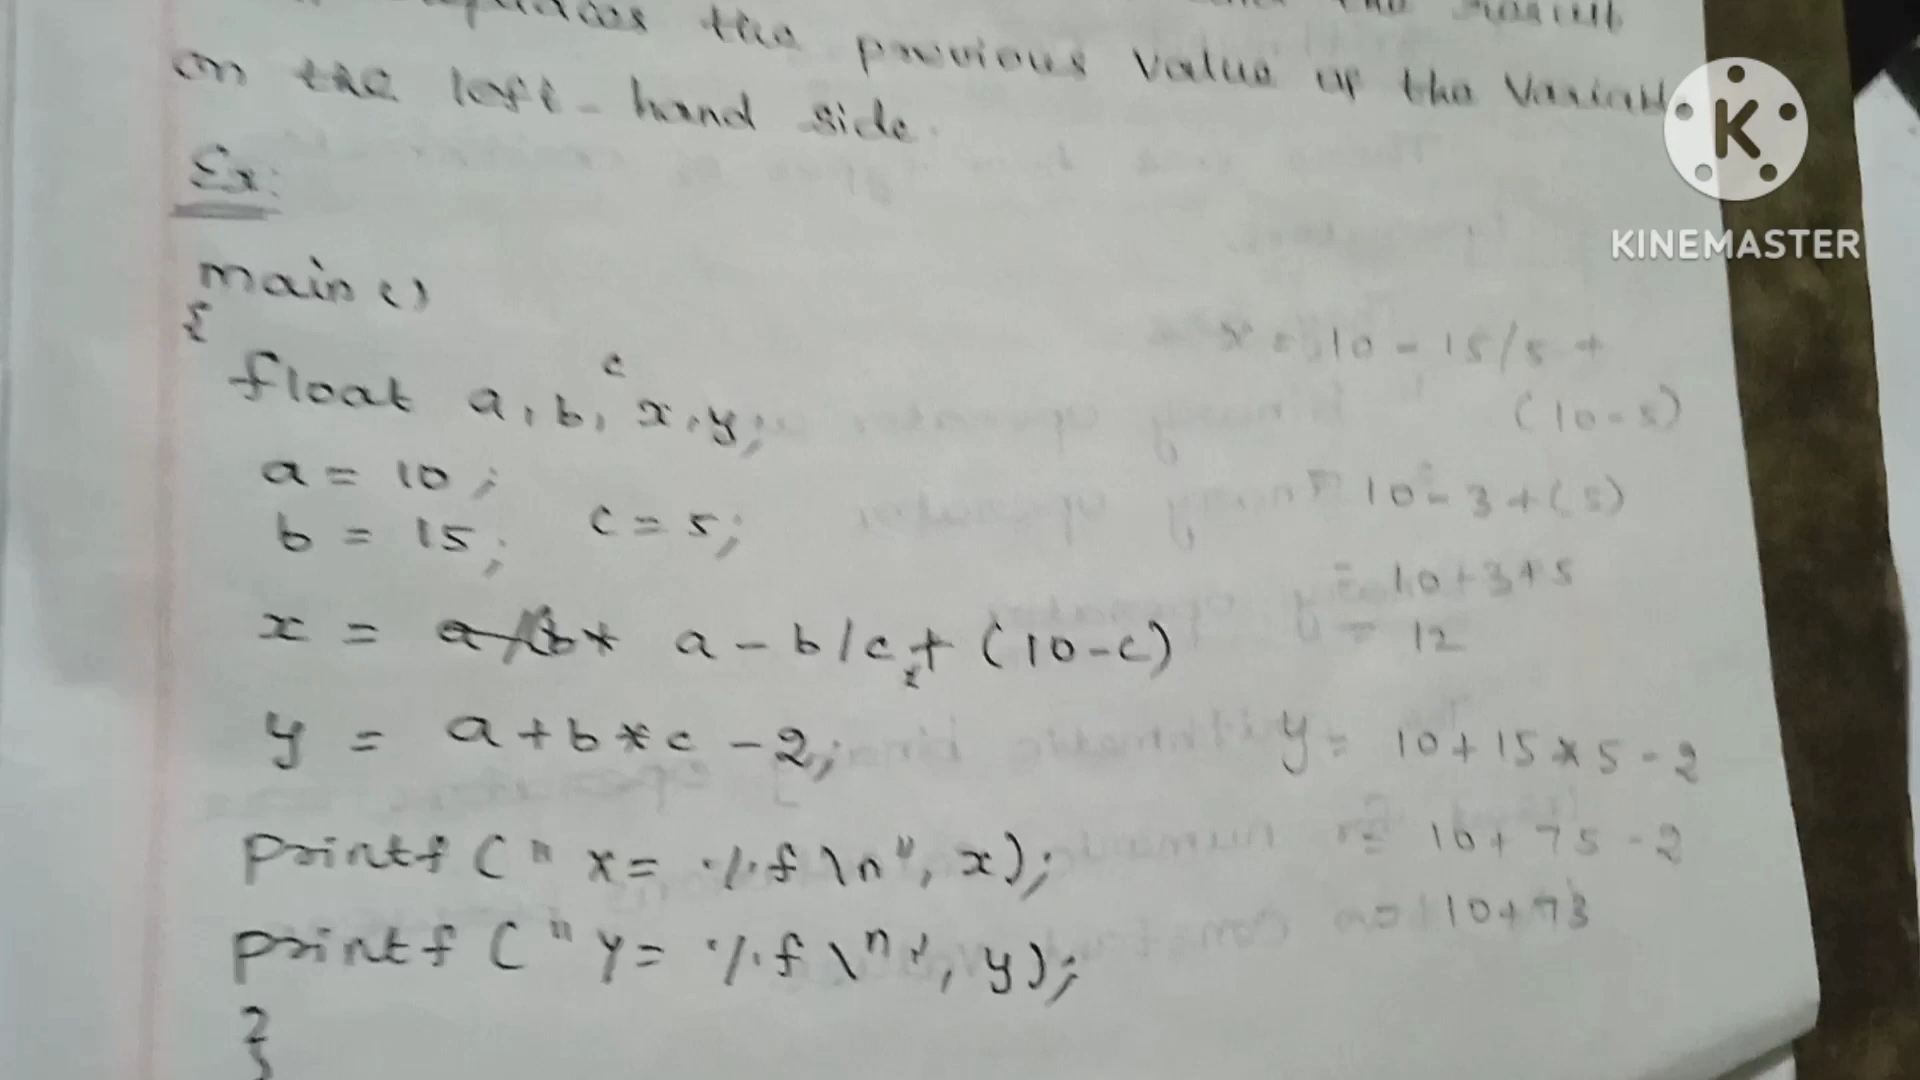 the previous value of the Variabl
on the left-hand side.
Ex:
main()
{
float a, b, c x, y;
a = 10;
b = 15; c = 5;
x = a - b/c + (10-c)
y = a+b*c -2;
printf (" x = %f \n", x);
printf (" y = %f \n", y);
}
x = 10 - 15/5 +
(10-5)
= 10 - 3 + (5)
= 10+3+5
= 12
y = 10+15*5-2
= 10+75-2
= 10+73
K
KINEMASTER